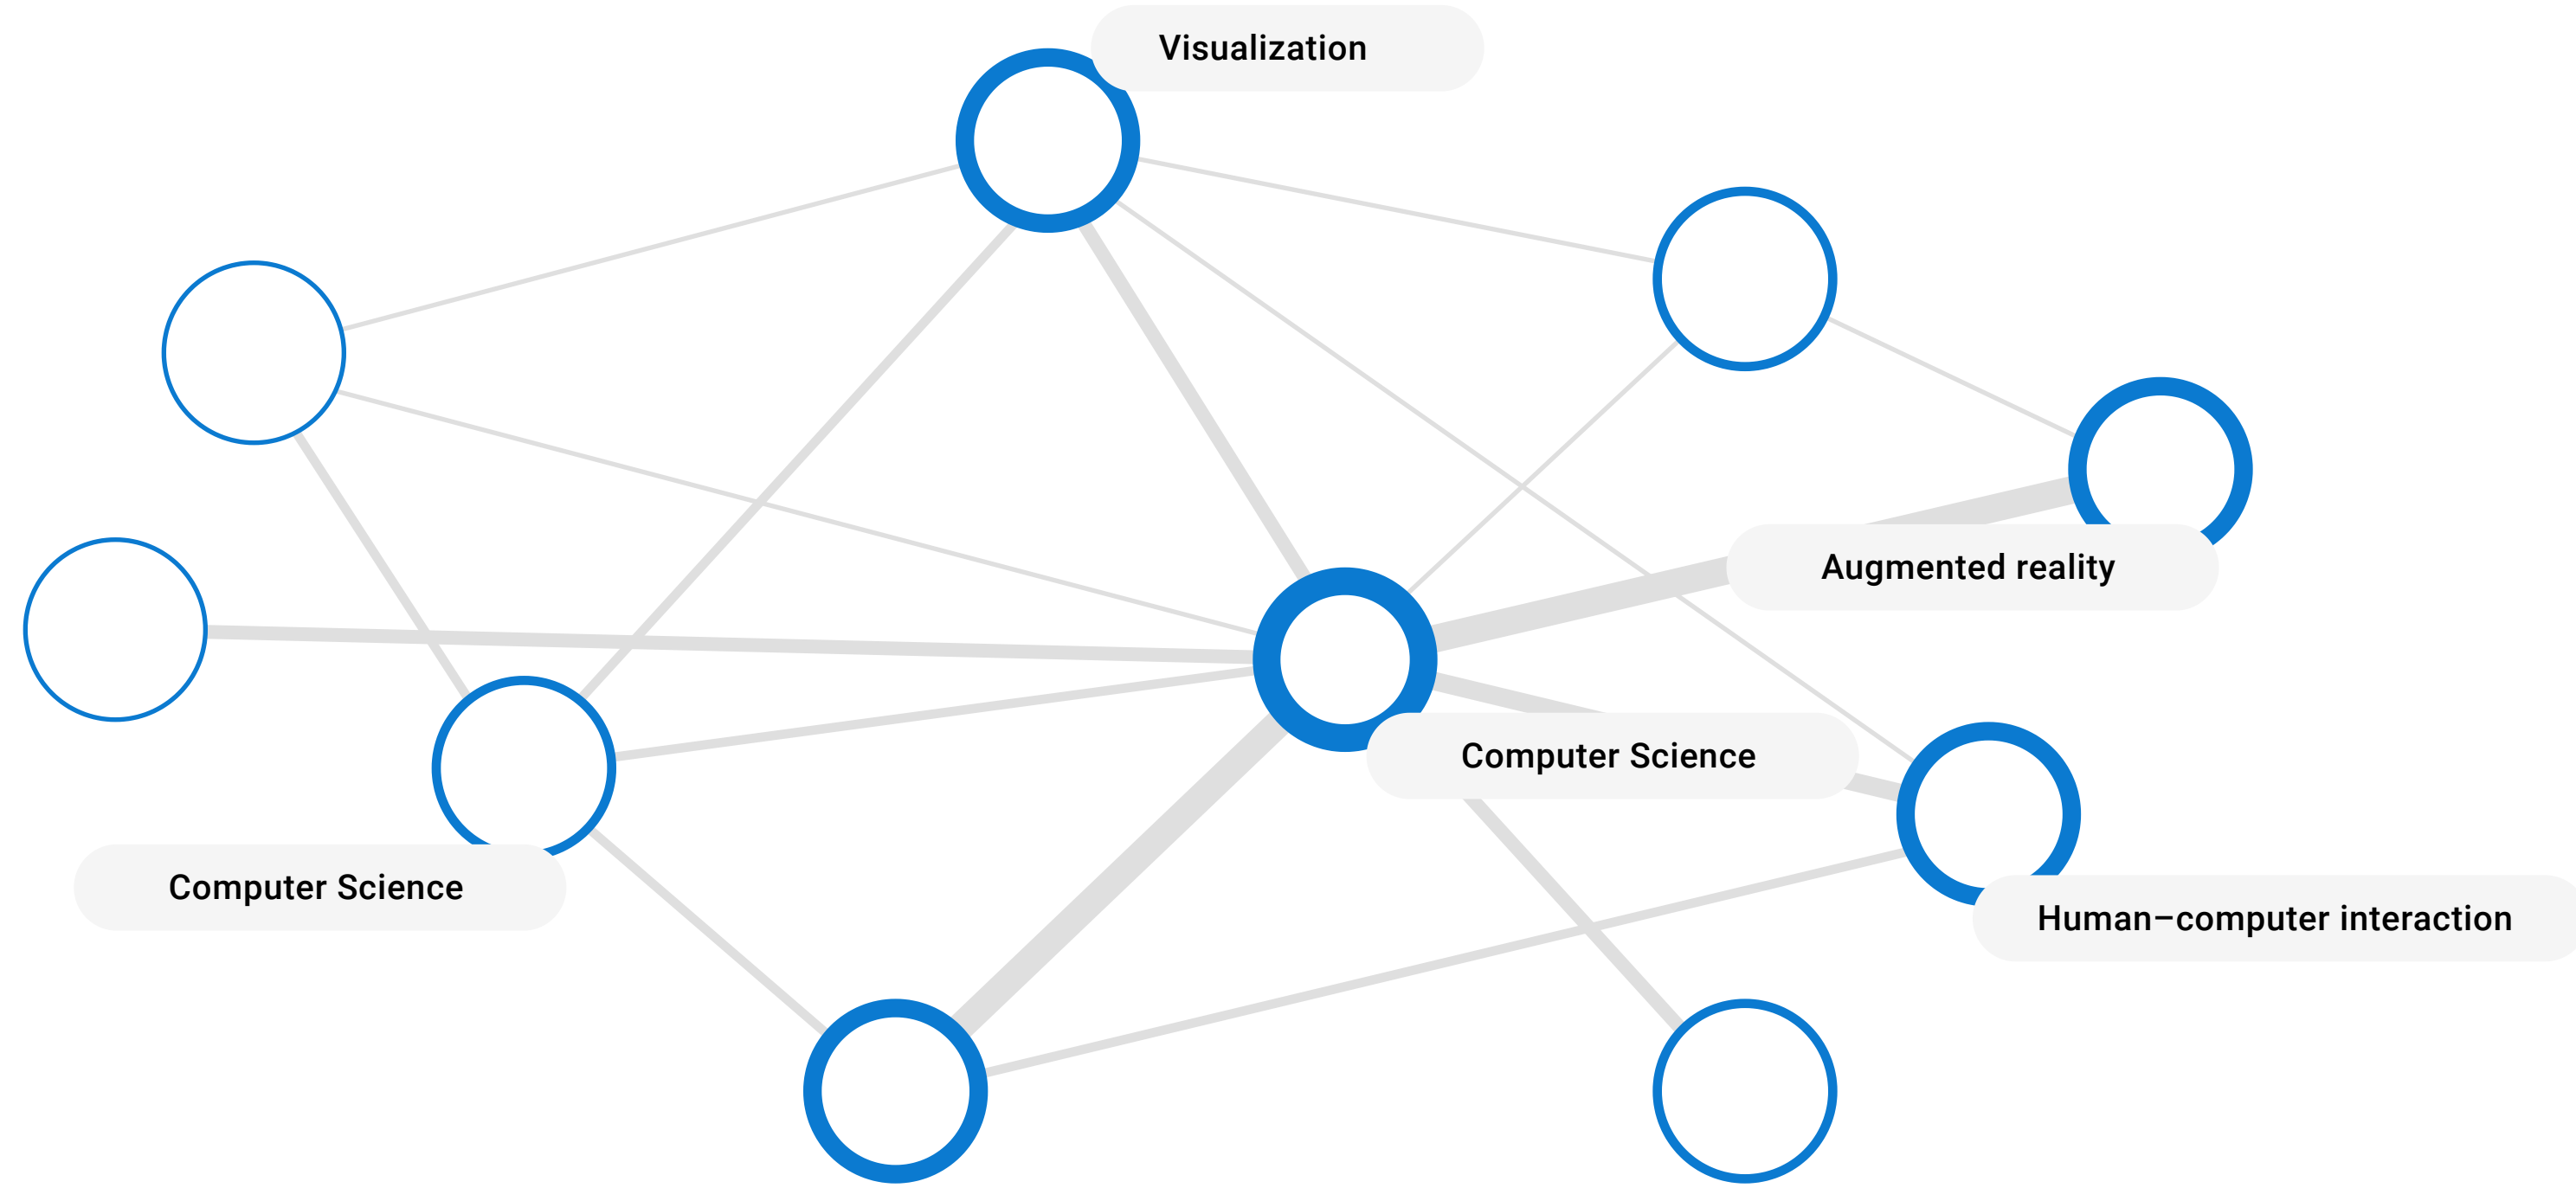 Visualization
Augmented reality
Computer Science
Computer Science
Human–computer interaction